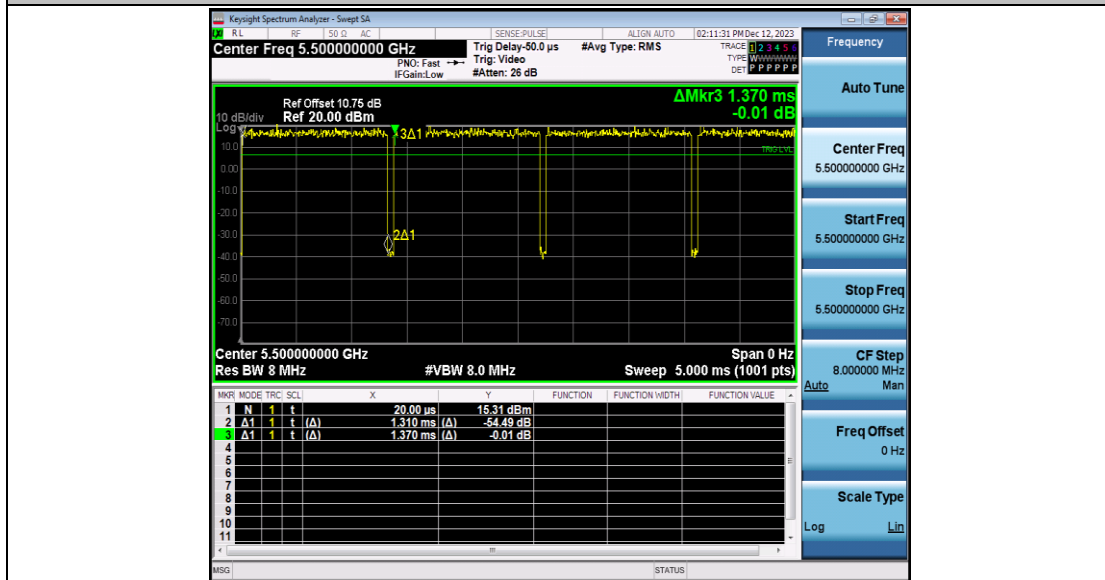 Keysight Spectrum Analyzer - Swept SA
RL RF 50 Ω AC SENSE:PULSE ALIGN AUTO 02:11:31 PM Dec 12, 2023
Center Freq 5.500000000 GHz Trig Delay-50.0 µs #Avg Type: RMS TRACE 1 2 3 4 5 6
PNO: Fast Trig: Video TYPE WWWWWW
IFGain:Low #Atten: 26 dB DET P P P P P P
Frequency
Auto Tune
Center Freq
5.500000000 GHz
Start Freq
5.500000000 GHz
Stop Freq
5.500000000 GHz
CF Step
8.000000 MHz
Auto Man
Freq Offset
0 Hz
Scale Type
Log Lin
ΔMkr3 1.370 ms
-0.01 dB
Ref Offset 10.75 dB
10 dB/div Ref 20.00 dBm
Log
10.0
0.00
-10.0
-20.0
-30.0
-40.0
-50.0
-60.0
-70.0
3Δ1
TRIG LVL
2Δ1
Center 5.500000000 GHz Span 0 Hz
Res BW 8 MHz #VBW 8.0 MHz Sweep 5.000 ms (1001 pts)
MKR MODE TRC SCL X Y FUNCTION FUNCTION WIDTH FUNCTION VALUE
1 N 1 t 20.00 µs 15.31 dBm
2 Δ1 1 t (Δ) 1.310 ms (Δ) -54.49 dB
3 Δ1 1 t (Δ) 1.370 ms (Δ) -0.01 dB
4
5
6
7
8
9
10
11
MSG STATUS